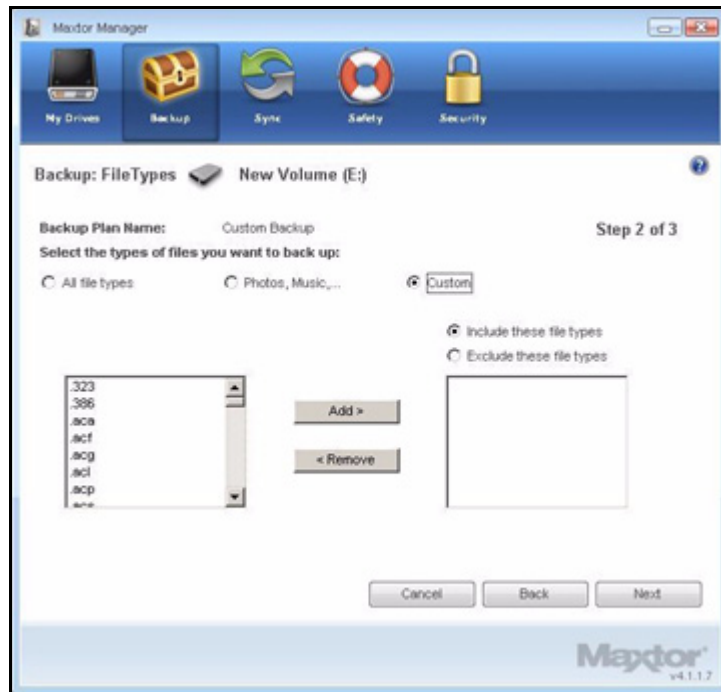 Maxtor Manager
My Drives Backup Sync Safety Security
Backup: FileTypes New Volume (E:)
Backup Plan Name: Custom Backup Step 2 of 3
Select the types of files you want to back up:
All file types Photos, Music,... Custom
Include these file types
Exclude these file types
.323
.386
.aca
.acf
.acg
.acl
.acp
.acs
Add >
< Remove
Cancel Back Next
Maxtor
v4.1.1.7